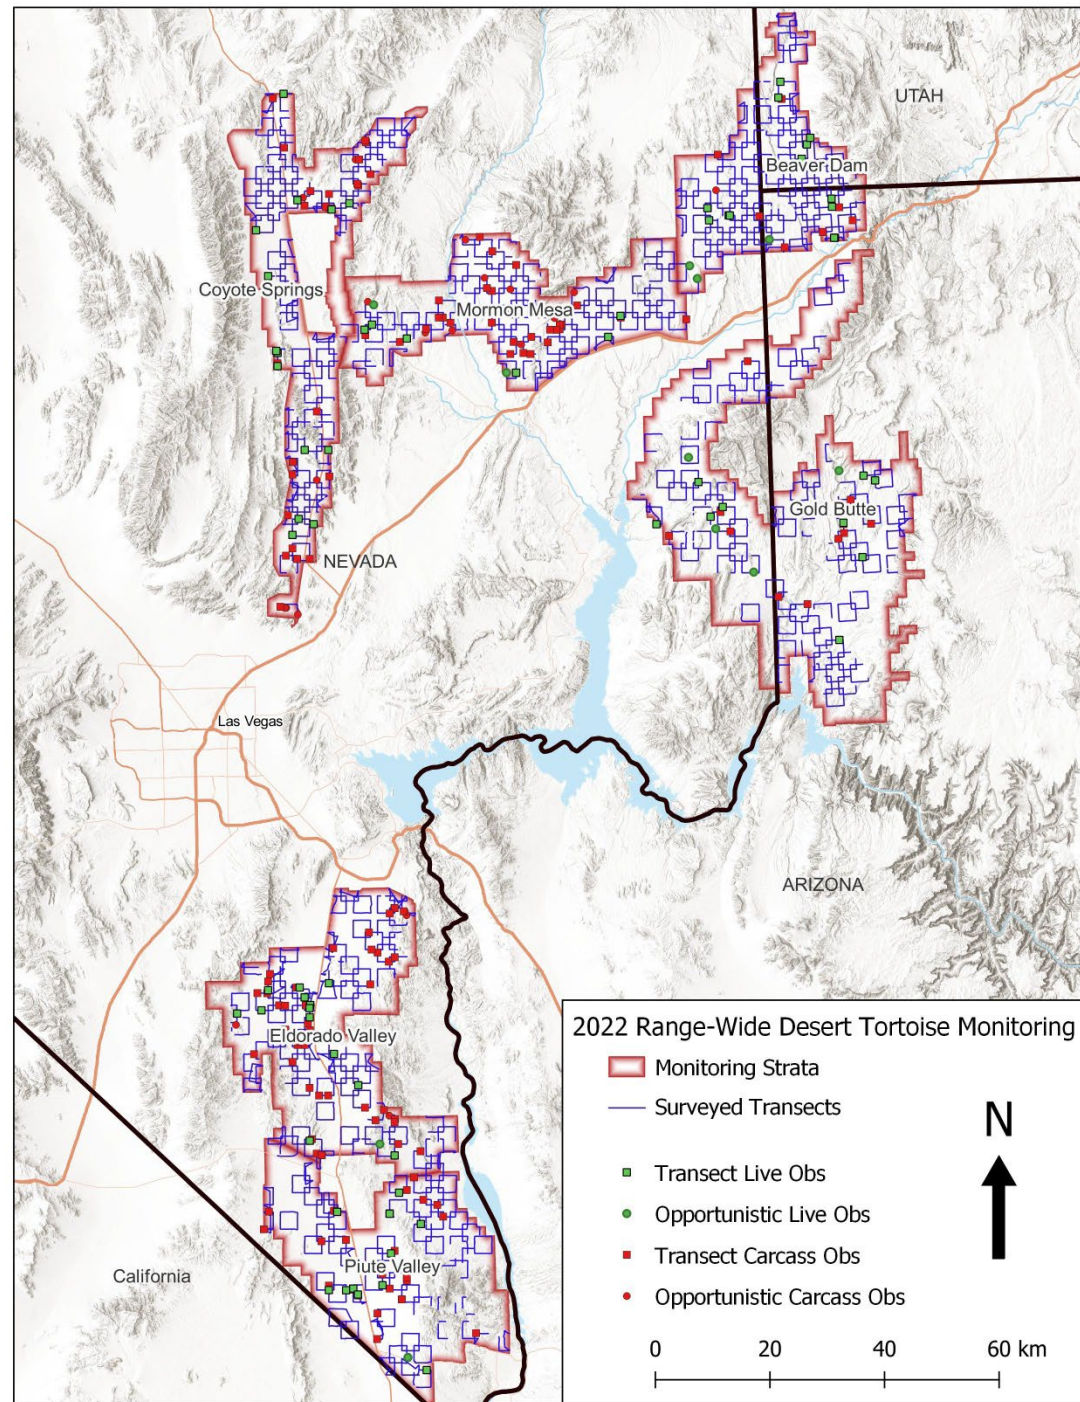 UTAH
Beaver Dam
Coyote Springs
Mormon Mesa
Gold Butte
NEVADA
Las Vegas
ARIZONA
Eldorado Valley
Piute Valley
California
2022 Range-Wide Desert Tortoise Monitoring
Monitoring Strata
Surveyed Transects
N
Transect Live Obs
Opportunistic Live Obs
Transect Carcass Obs
Opportunistic Carcass Obs
0 20 40 60 km